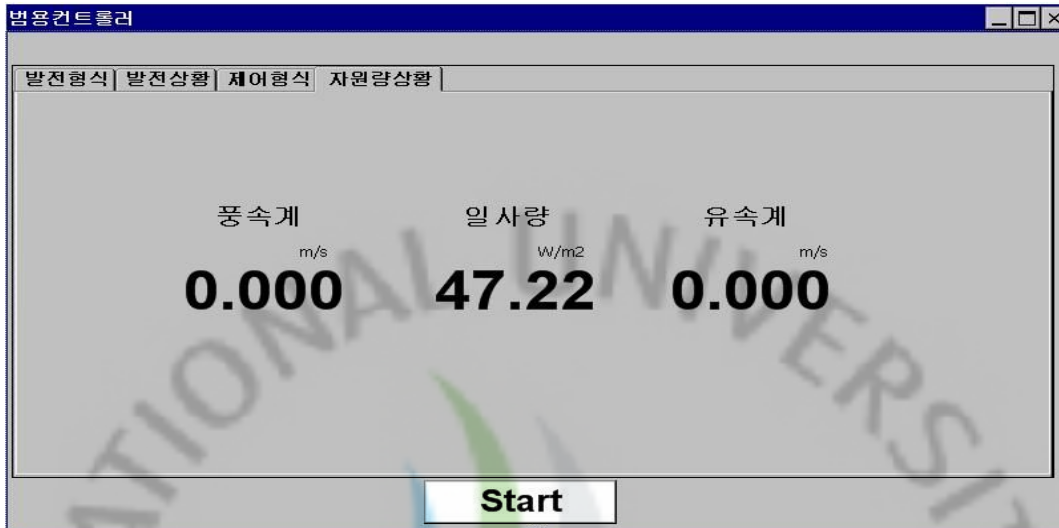 범용컨트롤러
발전형식 발전상황 제어형식 자원량상황
풍속계 일사량 유속계
m/s W/m2 m/s
0.000 47.22 0.000
Start
NATIONAL UNIVERSIT